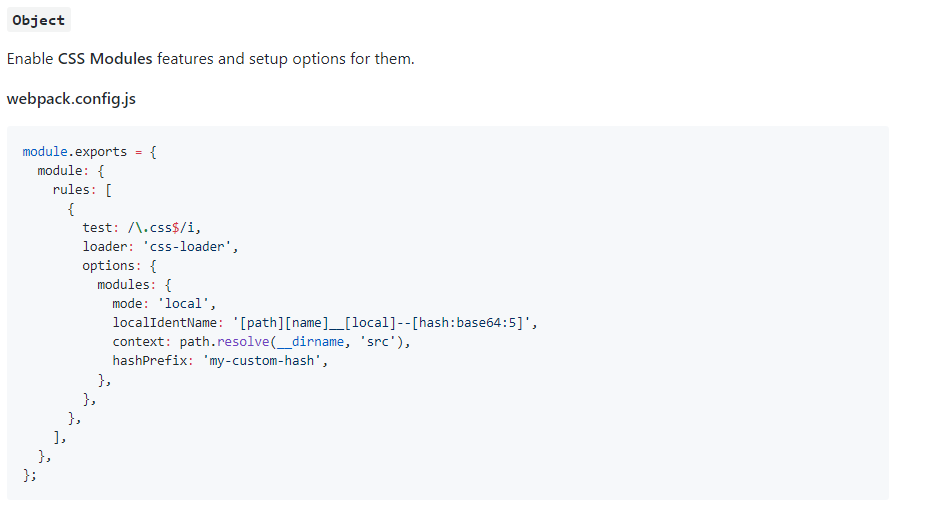 Object
Enable CSS Modules features and setup options for them.
webpack.config.js
module.exports = {
  module: {
    rules: [
      {
        test: /\.css$/i,
        loader: 'css-loader',
        options: {
          modules: {
            mode: 'local',
            localIdentName: '[path][name]__[local]--[hash:base64:5]',
            context: path.resolve(__dirname, 'src'),
            hashPrefix: 'my-custom-hash',
          },
        },
      },
    ],
  },
};